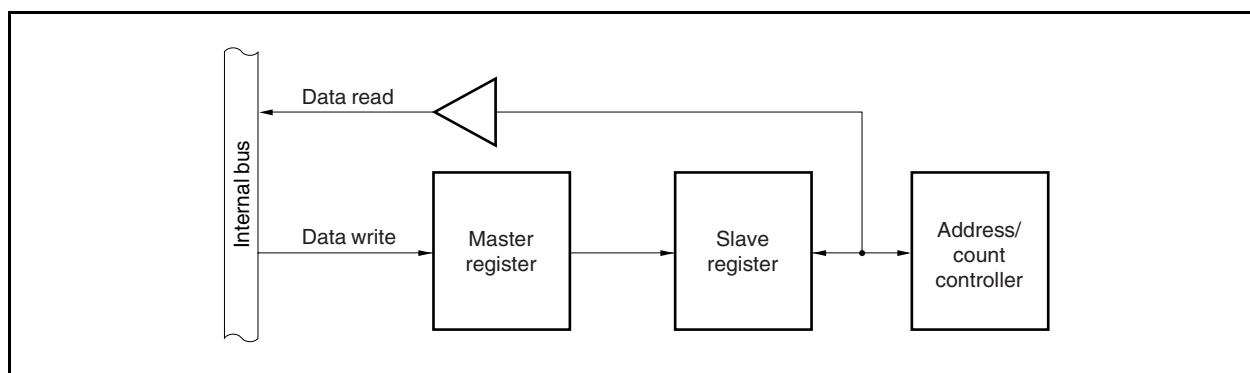 Data read
Internal bus
Data write
Master
register
Slave
register
Address/
count
controller